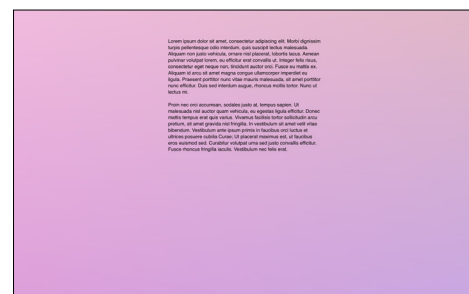 Lorem ipsum dolor sit amet, consectetur adipiscing elit. Morbi dignissim
turpis pellentesque odio interdum, quis suscipit lectus malesuada.
Aliquam non justo vehicula, ornare nisl placerat, lobortis lacus. Aenean
pulvinar volutpat lorem, eu efficitur erat convallis ut. Integer felis risus,
consectetur eget neque non, tincidunt auctor orci. Fusce eu mattis ex.
Aliquam id arcu sit amet magna congue ullamcorper imperdiet eu
ligula. Praesent porttitor nunc vitae mauris malesuada, sit amet porttitor
nunc efficitur. Duis sed interdum augue, rhoncus mollis tortor. Nunc ut
lectus mi.
Proin nec orci accumsan, sodales justo at, tempus sapien. Ut
malesuada nisl auctor quam vehicula, eu egestas ligula efficitur. Donec
mattis tempus erat quis varius. Vivamus facilisis tortor sollicitudin arcu
pretium, sit amet gravida nisl fringilla. In vestibulum sit amet velit vitae
bibendum. Vestibulum ante ipsum primis in faucibus orci luctus et
ultrices posuere cubilia Curae; Ut placerat maximus est, ut faucibus
eros euismod sed. Curabitur volutpat urna sed justo convallis efficitur.
Fusce rhoncus fringilla iaculis. Vestibulum nec felis erat.